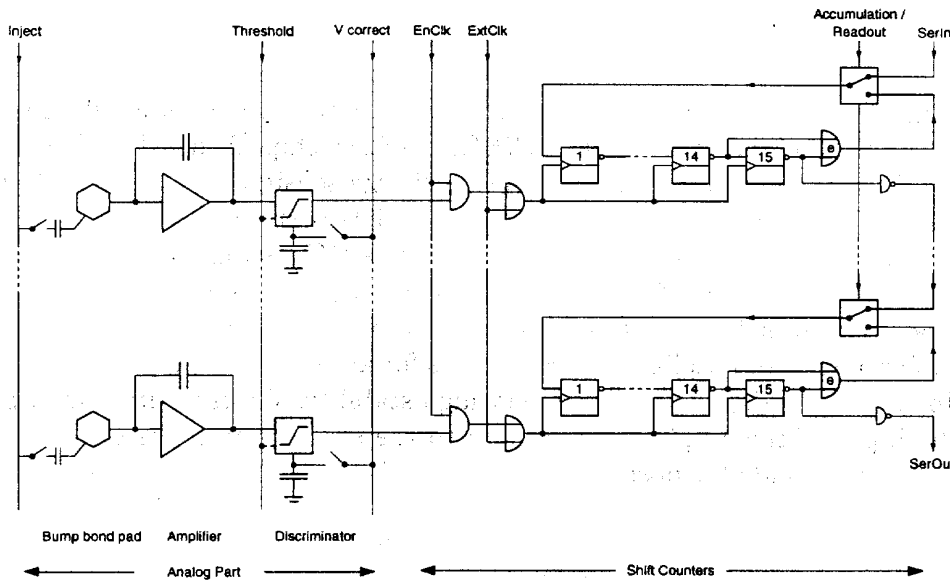 Accumulation /
Readout
Inject
Threshold
V correct
EnClk
ExtClk
SerIn
1
14
15
e
1
14
15
e
SerOu
Bump bond pad
Amplifier
Discriminator
Analog Part
Shift Counters